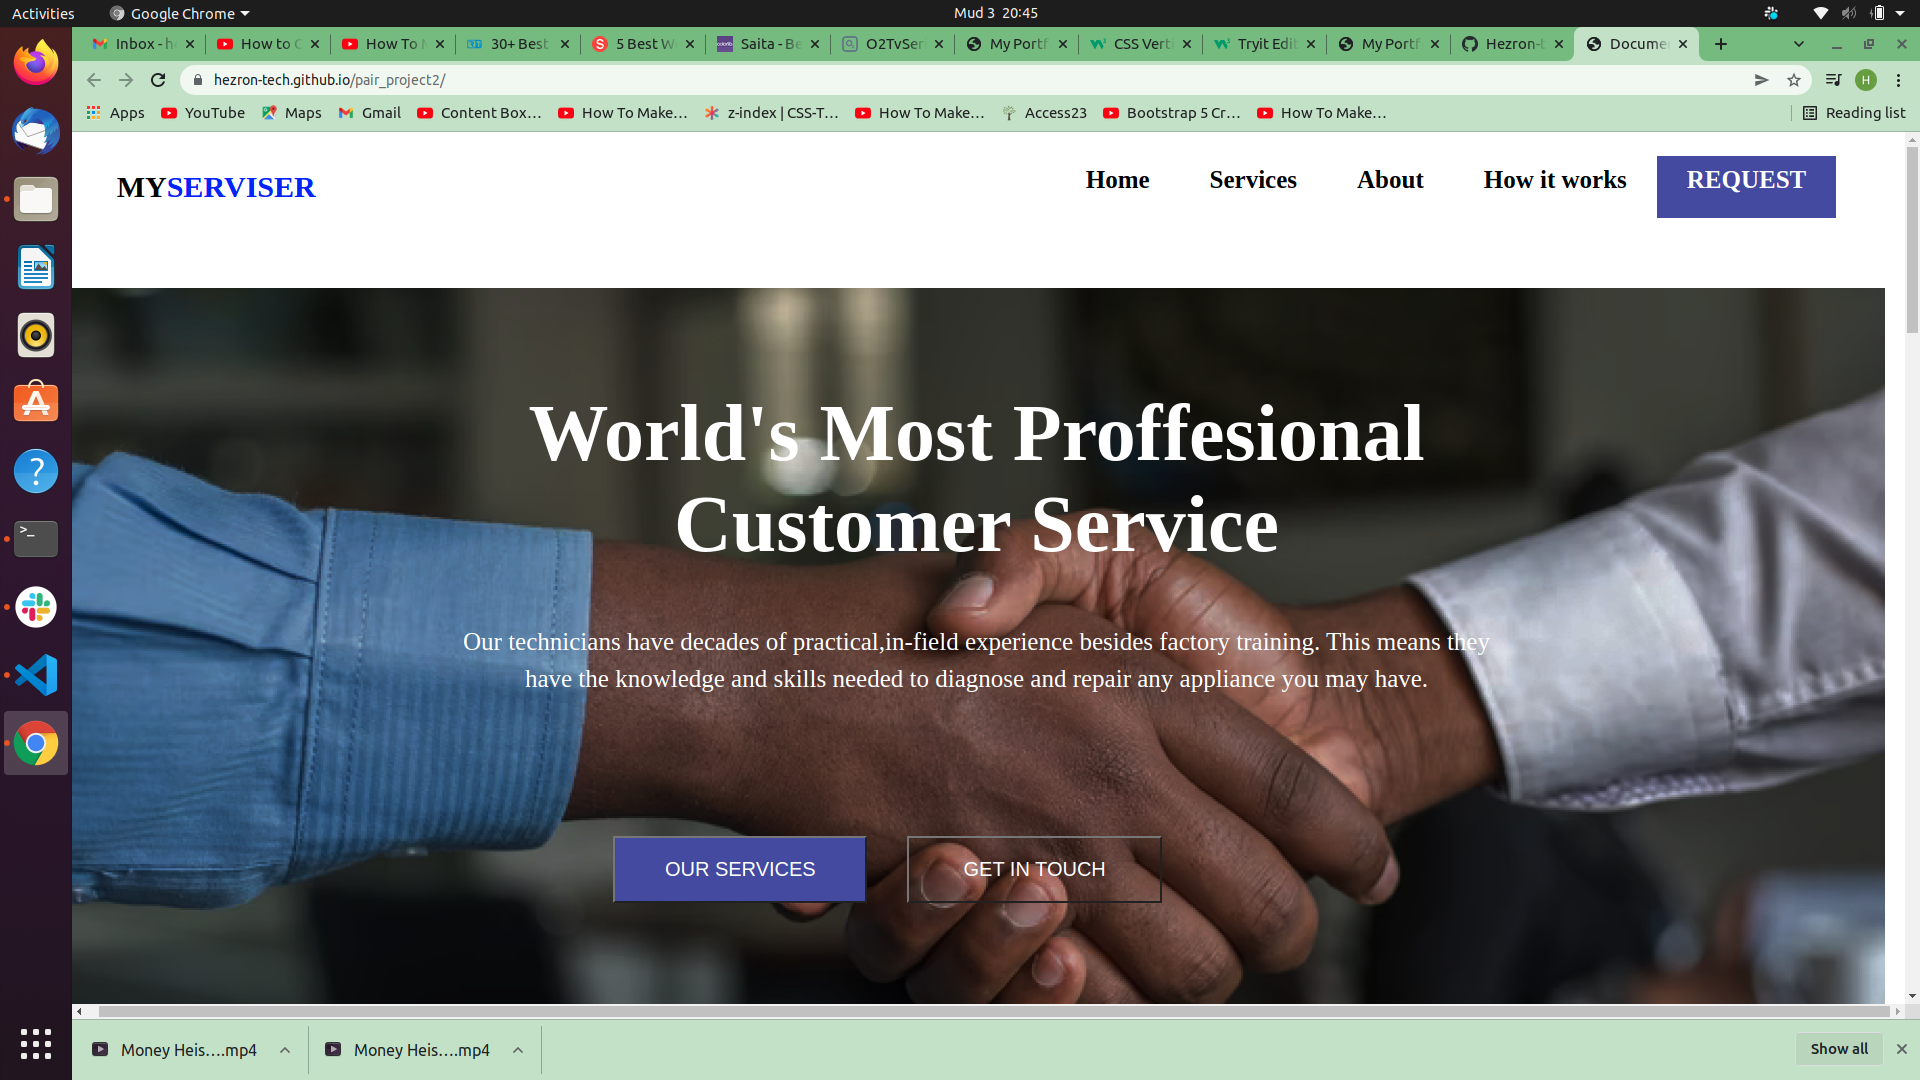 Activities
Google Chrome
Mud 3 20:45
Inbox - h
How to C
How To M
30+ Best
5 Best W
Saita - Be
O2TvSer
My Portf
CSS Verti
Tryit Edit
My Portf
Hezron-t
Documen
hezron-tech.github.io/pair_project2/
H
Apps
YouTube
Maps
Gmail
Content Box...
How To Make...
z-index | CSS-T...
How To Make...
Access23
Bootstrap 5 Cr...
How To Make...
Reading list
MYSERVISER
Home
Services
About
How it works
REQUEST
World's Most Proffesional
Customer Service
Our technicians have decades of practical,in-field experience besides factory training. This means they
have the knowledge and skills needed to diagnose and repair any appliance you may have.
OUR SERVICES
GET IN TOUCH
Money Heis....mp4
Money Heis....mp4
Show all